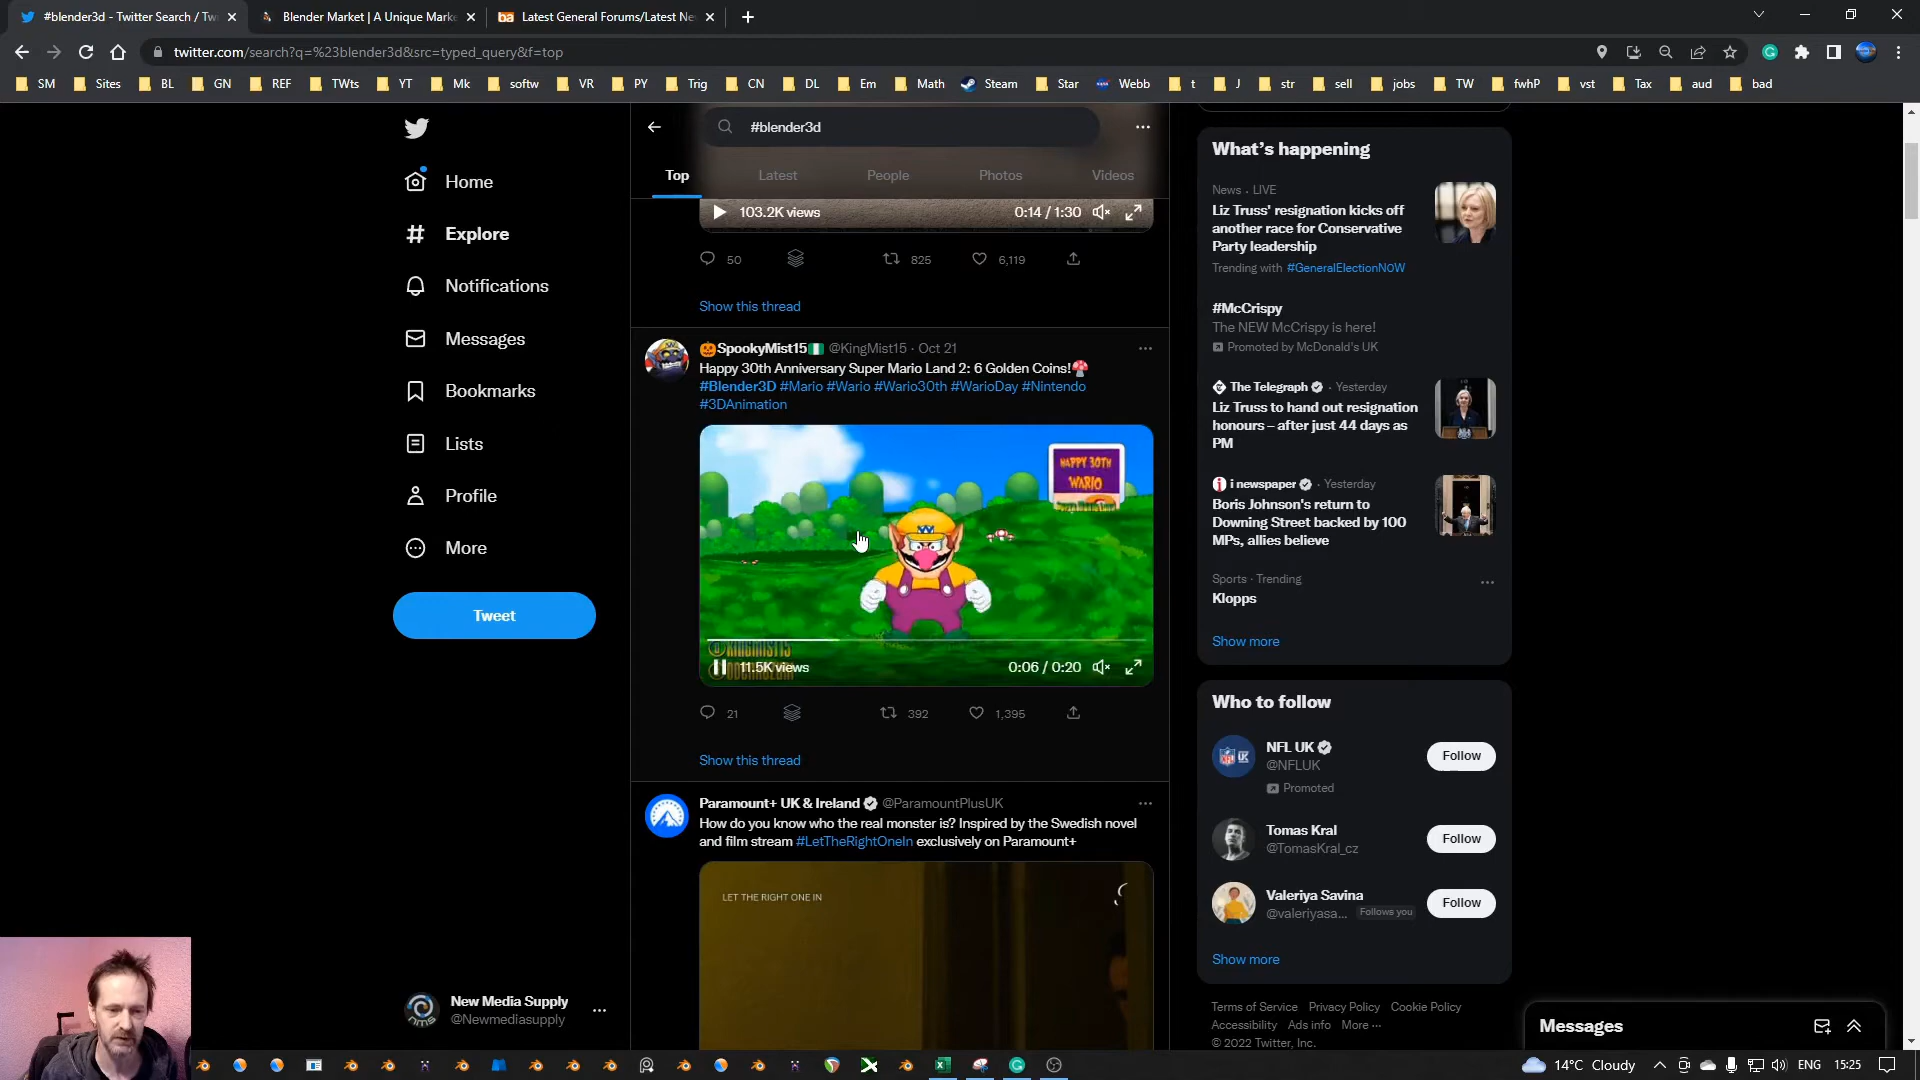 #blender3d - Twitter Search / Tw
Blender Market | A Unique Marke
Latest General Forums/Latest Ne
twitter.com/search?q=%23blender3d&src=typed_query&f=top
SM Sites BL GN REF TWts YT Mk softw VR PY Trig CN DL Em Math Steam Star Webb t J str sell jobs TW fwhP vst Tax aud bad
#blender3d
Top Latest People Photos Videos
Home
Explore
Notifications
Messages
Bookmarks
Lists
Profile
More
Tweet
New Media Supply
@Newmediasupply
103.2K views 0:14 / 1:30
50 825 6,119
Show this thread
SpookyMist15 @KingMist15 · Oct 21
Happy 30th Anniversary Super Mario Land 2: 6 Golden Coins!
#Blender3D #Mario #Wario #Wario30th #WarioDay #Nintendo
#3DAnimation
HAPPY 30TH
WARIO
@KINGMIST15
11.5K views 0:06 / 0:20
21 392 1,395
Show this thread
Paramount+ UK & Ireland @ParamountPlusUK
How do you know who the real monster is? Inspired by the Swedish novel
and film stream #LetTheRightOneIn exclusively on Paramount+
LET THE RIGHT ONE IN
What's happening
News · LIVE
Liz Truss' resignation kicks off
another race for Conservative
Party leadership
Trending with #GeneralElectionN0W
#McCrispy
The NEW McCrispy is here!
Promoted by McDonald's UK
The Telegraph · Yesterday
Liz Truss to hand out resignation
honours – after just 44 days as
PM
i newspaper · Yesterday
Boris Johnson's return to
Downing Street backed by 100
MPs, allies believe
Sports · Trending
Klopps
Show more
Who to follow
NFL UK
@NFLUK
Promoted
Follow
Tomas Kral
@TomasKral_cz
Follow
Valeriya Savina
@valeriyasa... Follows you
Follow
Show more
Terms of Service Privacy Policy Cookie Policy
Accessibility Ads info More ···
© 2022 Twitter, Inc.
Messages
14°C Cloudy ENG 15:25